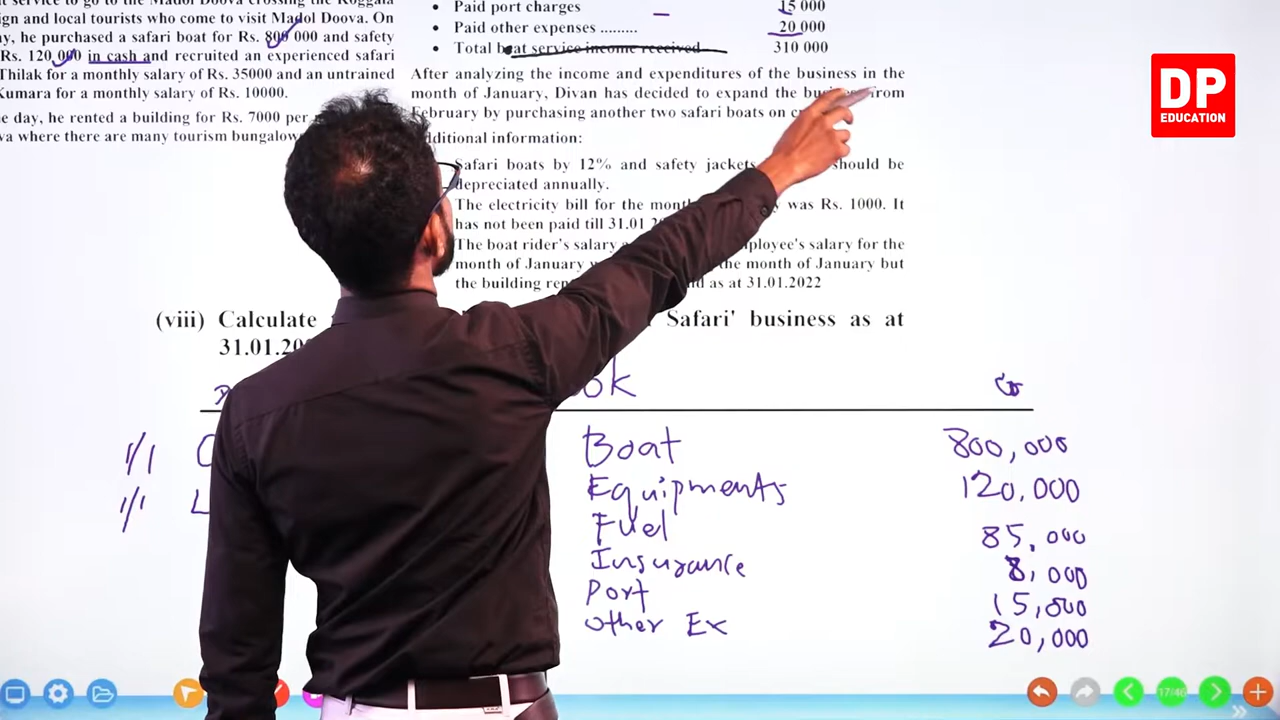 t service to go to the Madol Doova crossing the Koggala
ign and local tourists who come to visit Madol Doova. On
y, he purchased a safari boat for Rs. 800 000 and safety
Rs. 120 000 in cash and recruited an experienced safari
Thilak for a monthly salary of Rs. 35000 and an untrained
Kumara for a monthly salary of Rs. 10000.
e day, he rented a building for Rs. 7000 per
va where there are many tourism bungalow
• Paid port charges 15 000
• Paid other expenses ......... 20 000
• Total boat service income received 310 000
After analyzing the income and expenditures of the business in the
month of January, Divan has decided to expand the from
February by purchasing another two safari boats on
dditional information:
Safari boats by 12% and safety jackets should be
depreciated annually.
The electricity bill for the was Rs. 1000. It
has not been paid till 31.01
The boat rider's salary salary for the
month of January the month of January but
the building as at 31.01.2022
(viii) Calculate Safari' business as at
31.01.20
DP
EDUCATION
ok Cr
1/1 Boat 800,000
1/1 L Equipments 120,000
Fuel 85,000
Insurance 8,000
Port 15,000
Other Ex 20,000
17/46